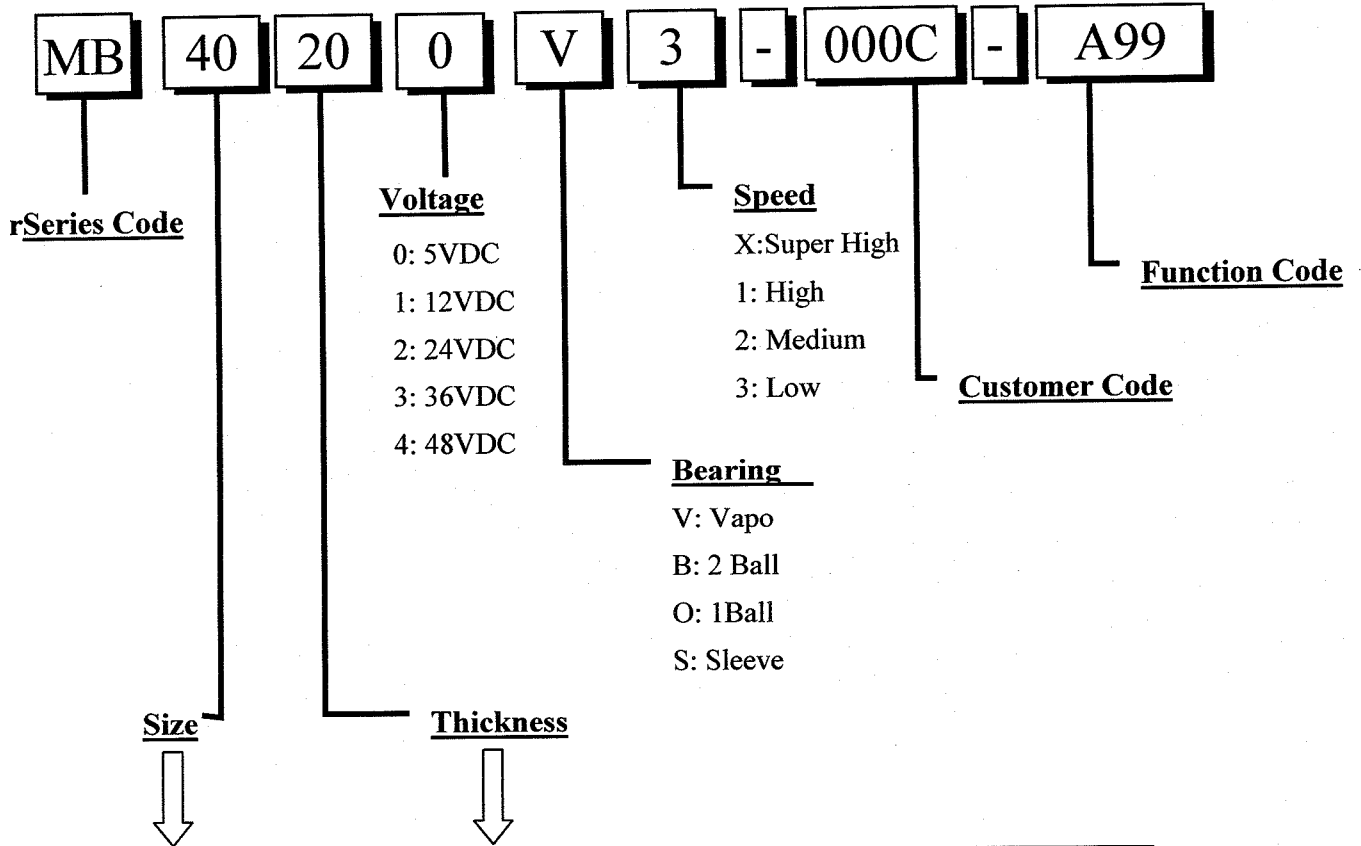 MB 40 20 0 V 3 - 000C - A99
rSeries Code
Voltage
0: 5VDC
1: 12VDC
2: 24VDC
3: 36VDC
4: 48VDC
Speed
X:Super High
1: High
2: Medium
3: Low
Function Code
Customer Code
Bearing
V: Vapo
B: 2 Ball
O: 1Ball
S: Sleeve
Size
Thickness